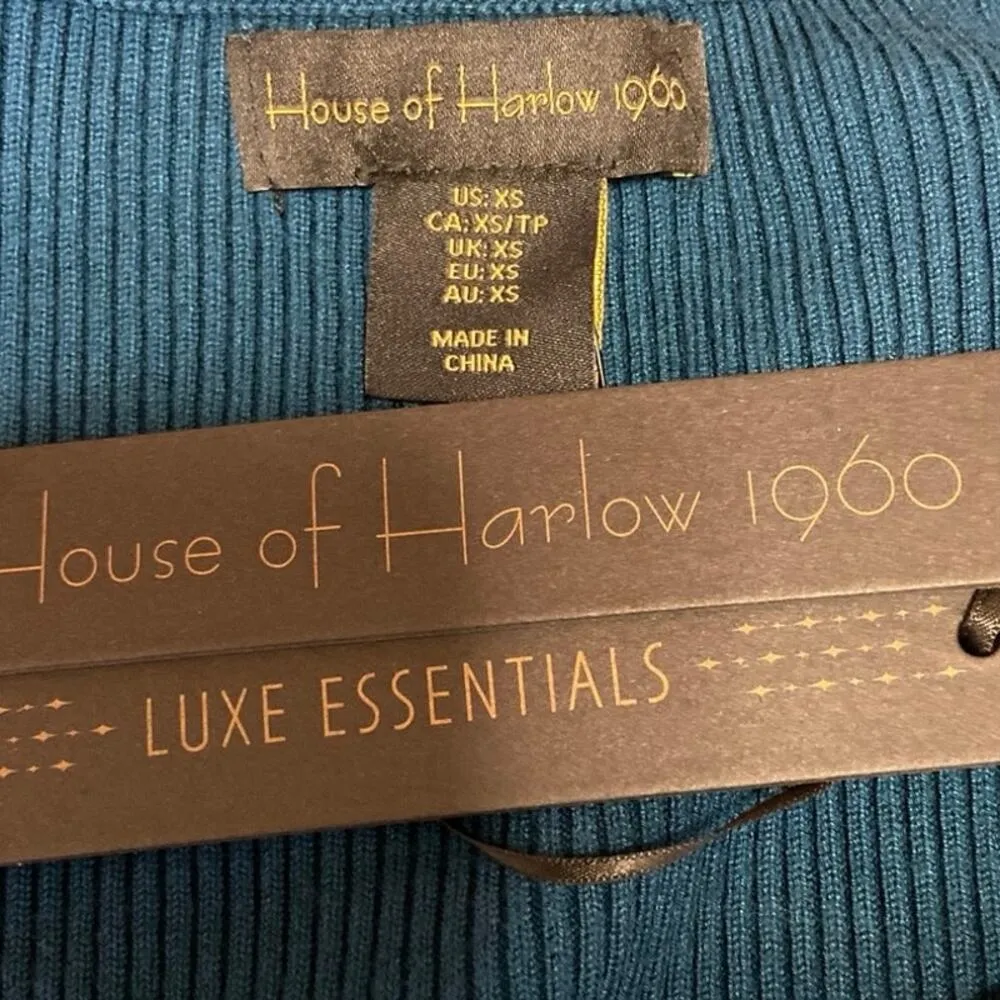 House of Harlow 1960
US: XS
CA: XS/TP
UK: XS
EU: XS
AU: XS
MADE IN
CHINA
House of Harlow 1960
LUXE ESSENTIALS